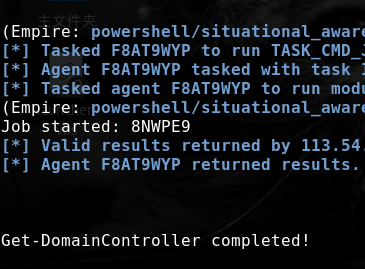 主文件夹
(Empire: powershell/situational_aware
[*] Tasked F8AT9WYP to run TASK_CMD_J
[*] Agent F8AT9WYP tasked with task I
[*] Tasked agent F8AT9WYP to run modu
(Empire: powershell/situational_aware
Job started: 8NWPE9
[*] Valid results returned by 113.54.
[*] Agent F8AT9WYP returned results.
Get-DomainController completed!